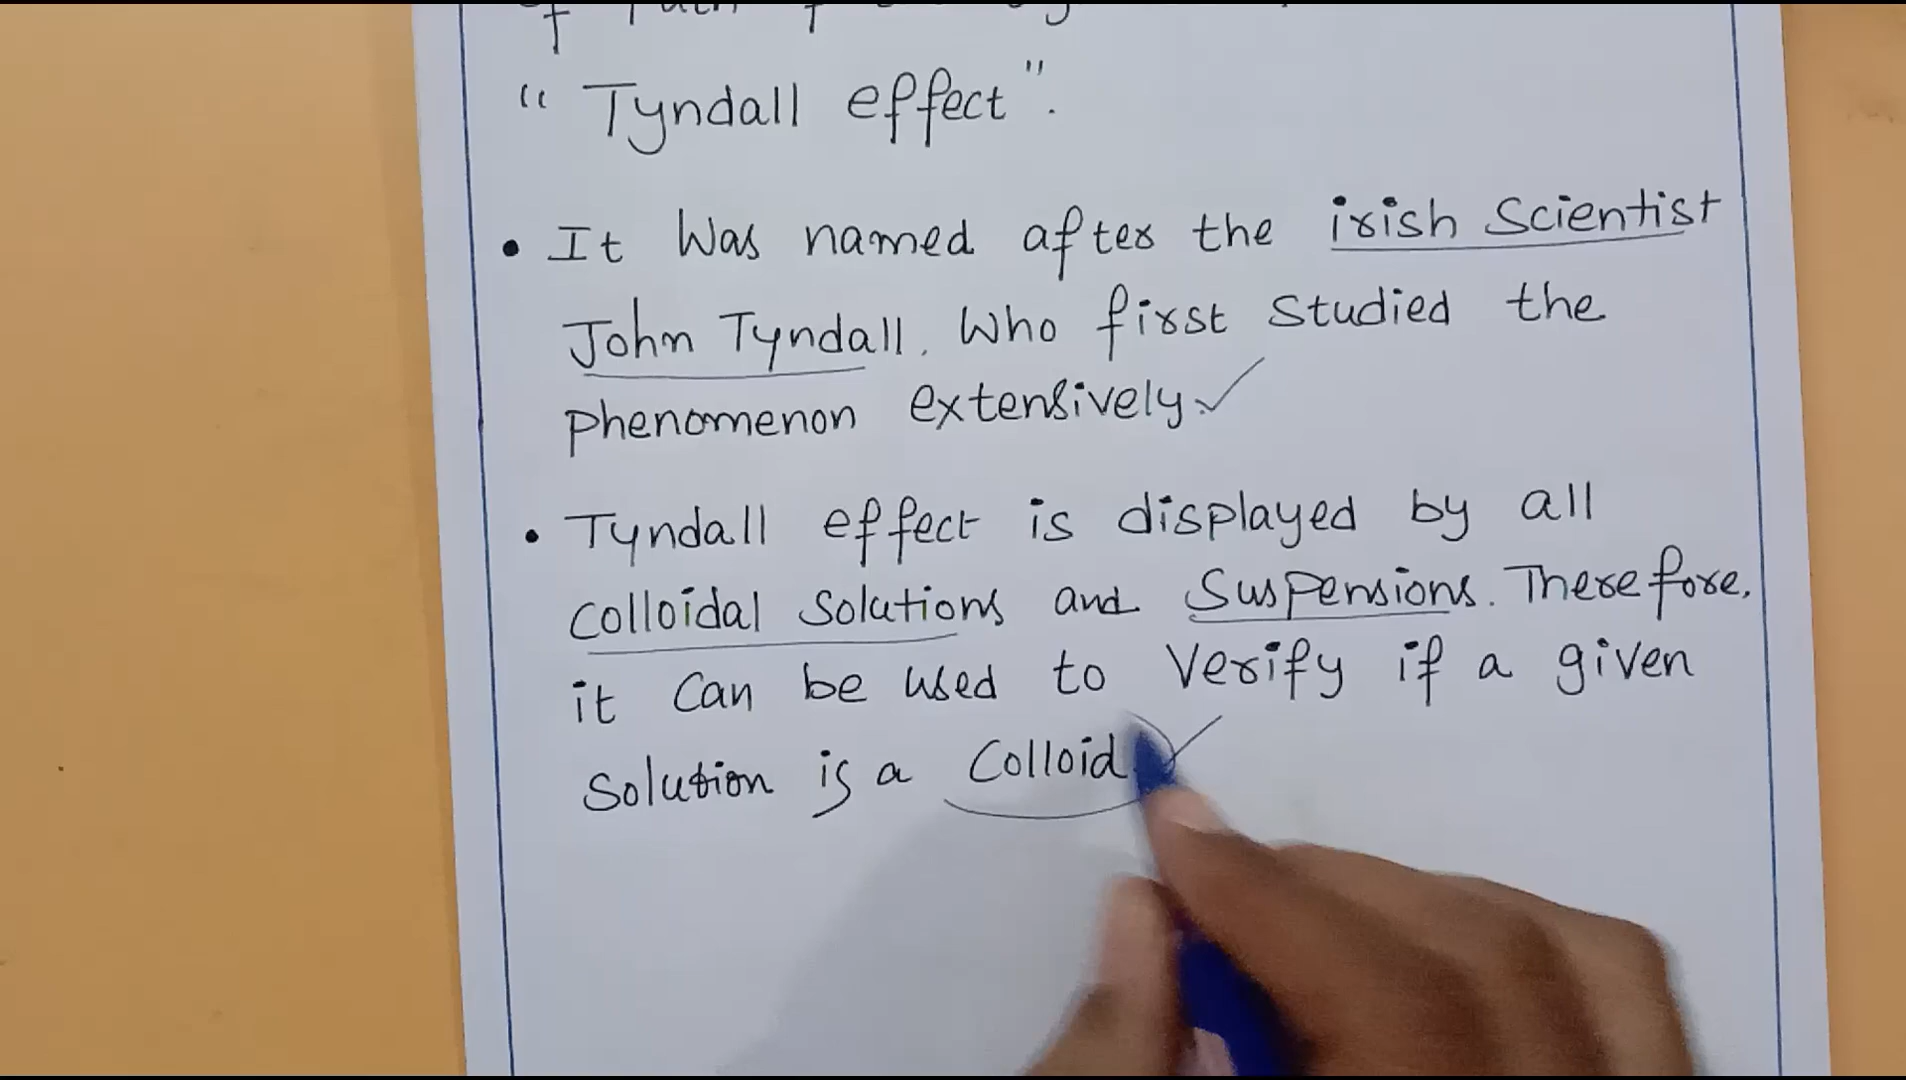 of
"Tyndall effect".
• It was named after the irish Scientist
John Tyndall. Who first studied the
phenomenon extensively.
• Tyndall effect is displayed by all
colloidal solutions and Suspensions. Therefore,
it can be used to verify if a given
solution is a colloid.